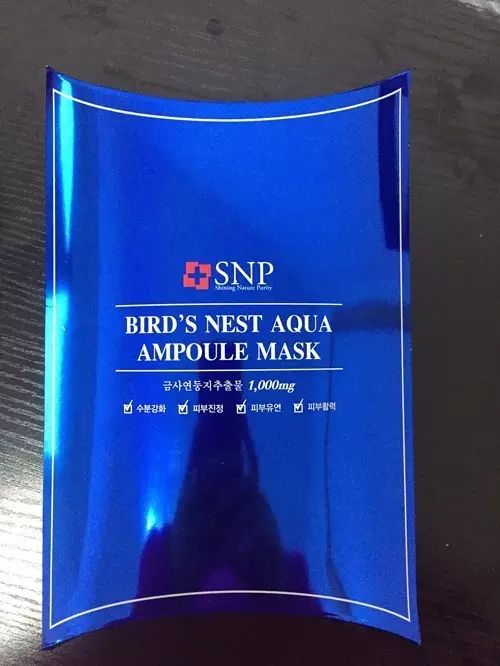 SNP
Shining Nature Purity
BIRD'S NEST AQUA
AMPOULE MASK
금사연둥지추출물 1,000mg
수분강화 피부진정 피부유연 피부활력